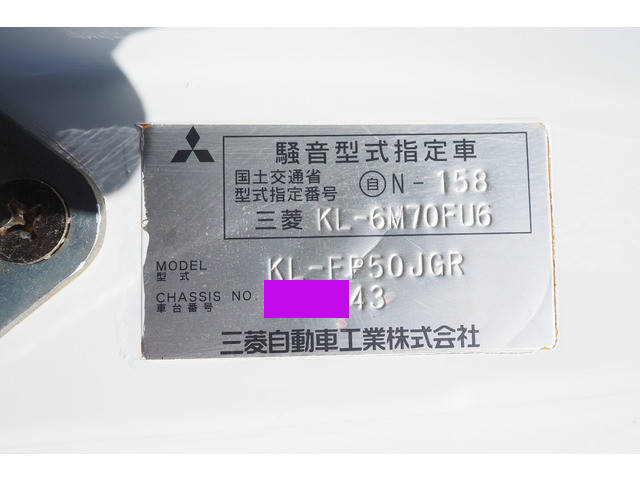 騒音型式指定車
国土交通省
型式指定番号 自 N-158
三菱 KL-6M70FU6
MODEL
型式 KL-FP50JGR
CHASSIS NO.
車台番号 43
三菱自動車工業株式会社